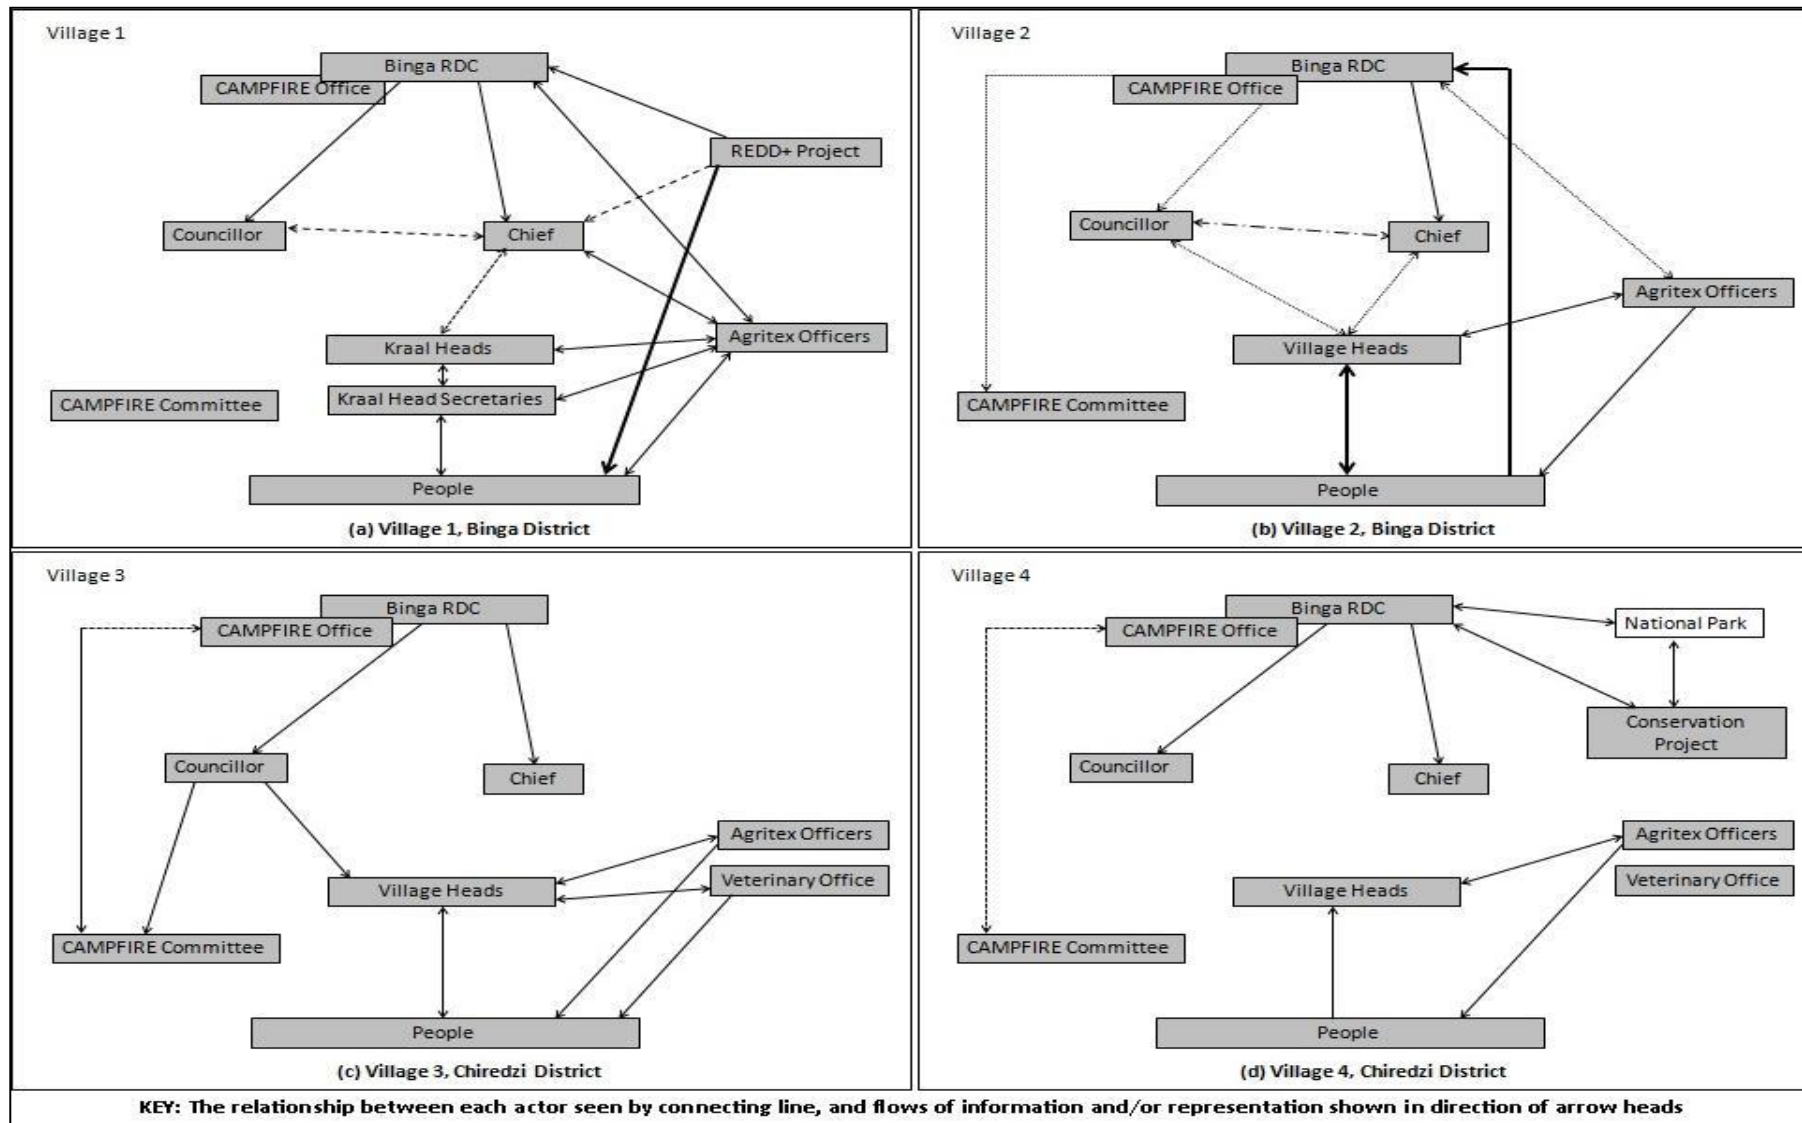 Village 1
Binga RDC
CAMPFIRE Office
REDD+ Project
Councillor
Chief
Kraal Heads
Agritex Officers
Kraal Head Secretaries
CAMPFIRE Committee
People
(a) Village 1, Binga District
Village 2
Binga RDC
CAMPFIRE Office
Councillor
Chief
Agritex Officers
Village Heads
CAMPFIRE Committee
People
(b) Village 2, Binga District
Village 3
Binga RDC
CAMPFIRE Office
Councillor
Chief
Agritex Officers
Veterinary Office
Village Heads
CAMPFIRE Committee
People
(c) Village 3, Chiredzi District
Village 4
Binga RDC
CAMPFIRE Office
National Park
Conservation
Project
Councillor
Chief
Agritex Officers
Veterinary Office
Village Heads
CAMPFIRE Committee
People
(d) Village 4, Chiredzi District
KEY: The relationship between each actor seen by connecting line, and flows of information and/or representation shown in direction of arrow heads